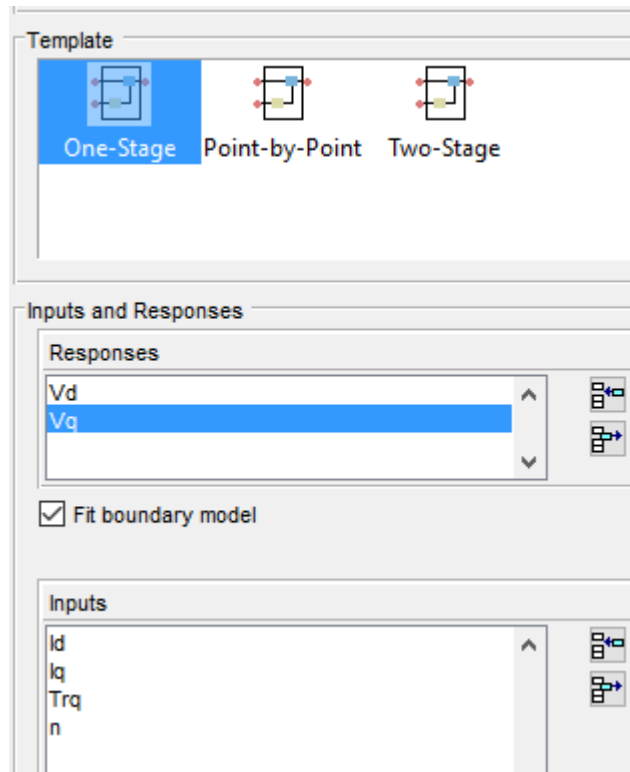 Template
One-Stage Point-by-Point Two-Stage
Inputs and Responses
Responses
Vd
Vq
Fit boundary model
Inputs
Id
Iq
Trq
n